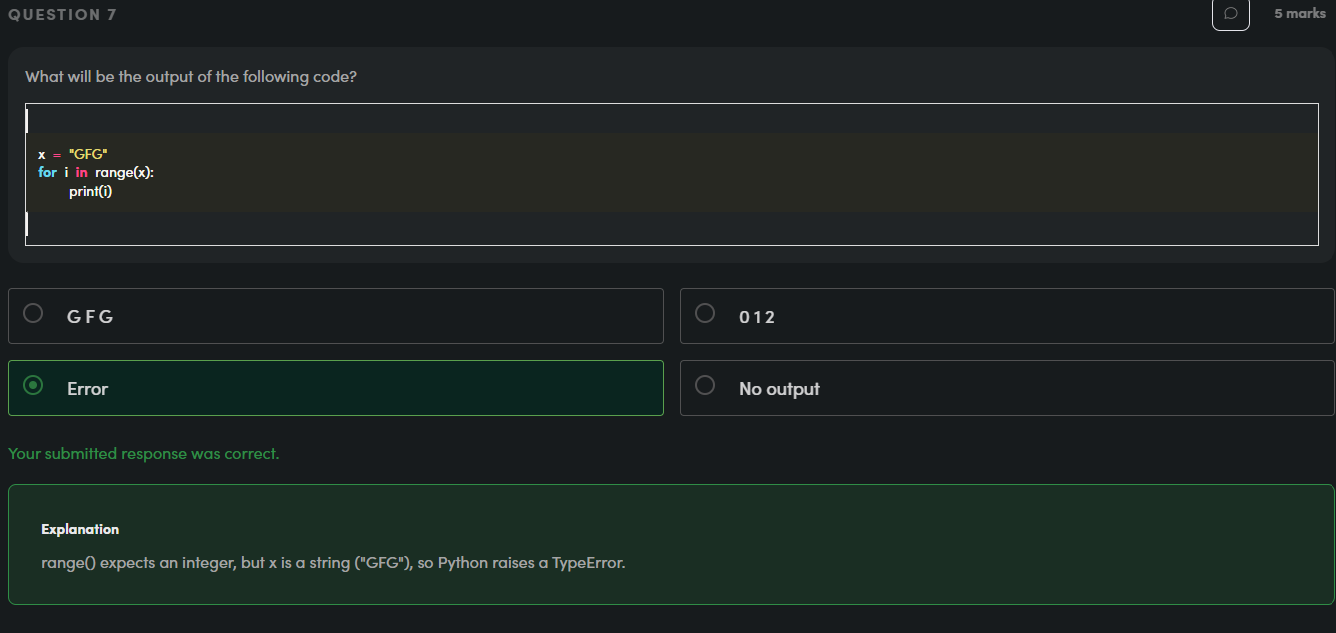 QUESTION 7
5 marks
What will be the output of the following code?
x = "GFG"
for i in range(x):
    print(i)
G F G
0 1 2
Error
No output
Your submitted response was correct.
Explanation
range() expects an integer, but x is a string ("GFG"), so Python raises a TypeError.